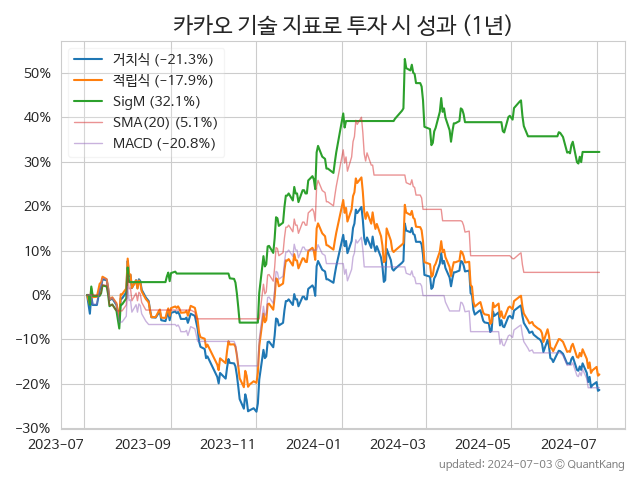 카카오 기술 지표로 투자 시 성과 (1년)
거치식 (−21.3%)
적립식 (−17.9%)
SigM (32.1%)
SMA(20) (5.1%)
MACD (−20.8%)
50%
40%
30%
20%
10%
0%
−10%
−20%
−30%
2023-07 2023-09 2023-11 2024-01 2024-03 2024-05 2024-07
updated: 2024-07-03 © QuantKang